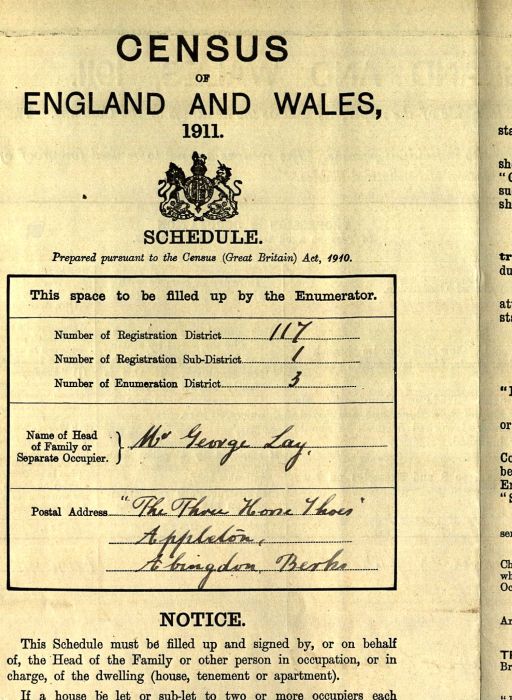 CENSUS
OF
ENGLAND AND WALES,
1911.
SCHEDULE.
Prepared pursuant to the Census (Great Britain) Act, 1910.
This space to be filled up by the Enumerator.
Number of Registration District 117
Number of Registration Sub-District 1
Number of Enumeration District 3
Name of Head
of Family or
Separate Occupier.
Mr George Lay.
Postal Address "The Three Horse Shoes"
Appleton,
Abingdon, Berks
NOTICE.
This Schedule must be filled up and signed by, or on behalf
of, the Head of the Family or other person in occupation, or in
charge, of the dwelling (house, tenement or apartment).
If a house be let or sub-let to two or more occupiers each